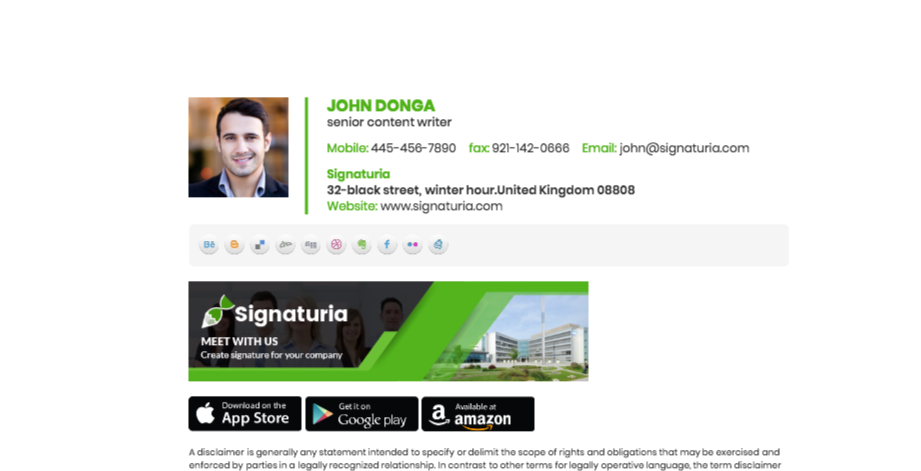 JOHN DONGA
senior content writer
Mobile: 445-456-7890 fax: 921-142-0666 Email: john@signaturia.com
Signaturia
32-black street, winter hour.United Kingdom 08808
Website: www.signaturia.com
Bē
digg
f
Signaturia
MEET WITH US
Create signature for your company
Download on the
App Store
Get it on
Google play
a
Available at
amazon
A disclaimer is generally any statement intended to specify or delimit the scope of rights and obligations that may be exercised and
enforced by parties in a legally recognized relationship. In contrast to other terms for legally operative language, the term disclaimer